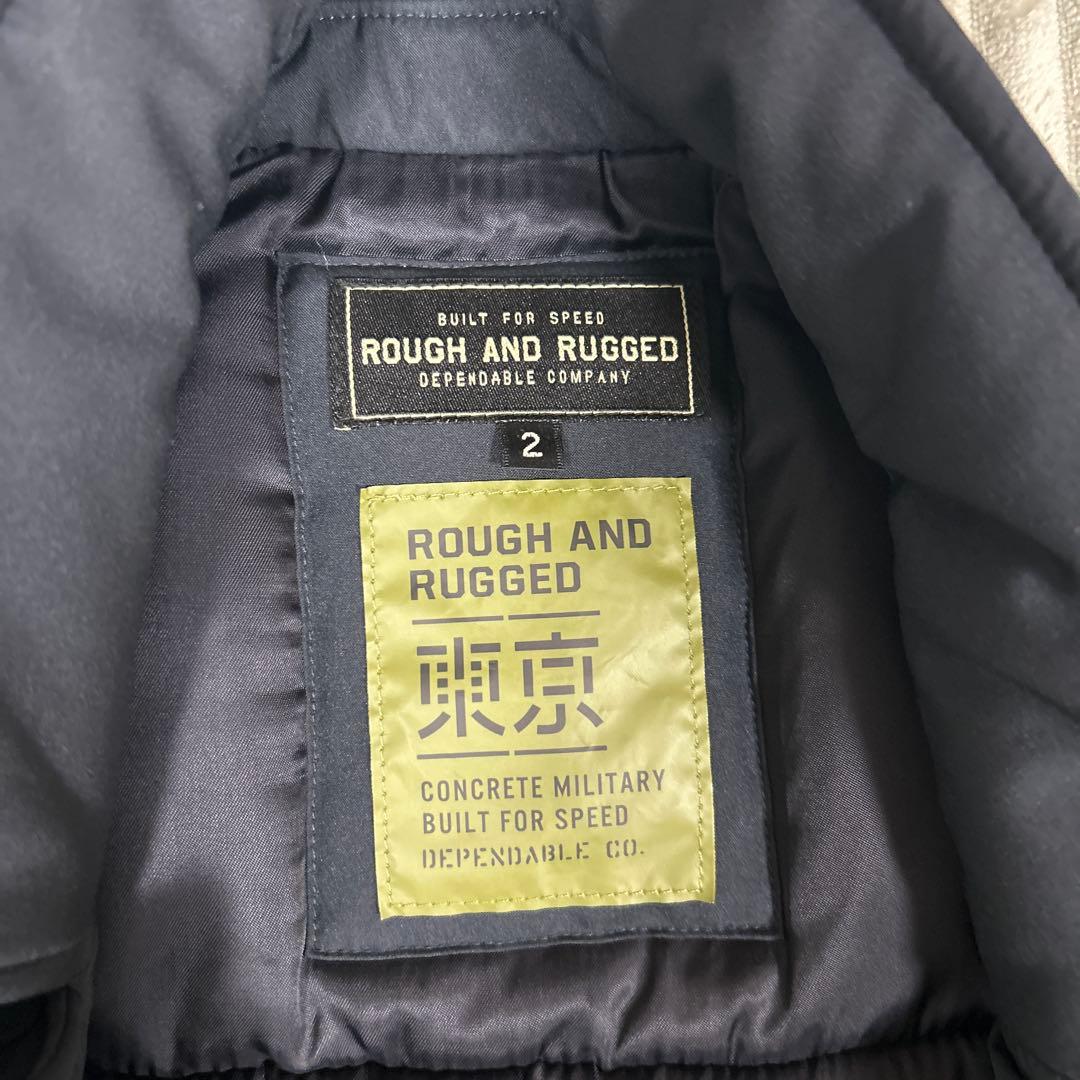 BUILT FOR SPEED
ROUGH AND RUGGED
DEPENDABLE COMPANY
2
ROUGH AND
RUGGED
東京
CONCRETE MILITARY
BUILT FOR SPEED
DEPENDABLE CO.